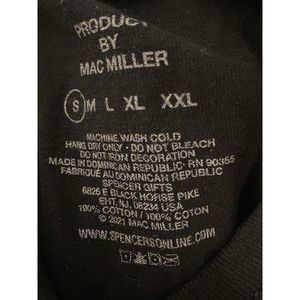 PRODUCT
BY
MAC MILLER
S M L XL XXL
MACHINE WASH COLD
HANG DRY ONLY • DO NOT BLEACH
DO NOT IRON DECORATION
MADE IN DOMINICAN REPUBLIC• RN 90365
FABRIQUÉ AU DOMINICAN REPUBLIC
SPENCER GIFTS
6826 E BLACK HORSE PIKE
EHT, NJ, 08234 USA
100% COTTON / 100% COTON
© 2021 MAC MILLER
WWW.SPENCERSONLINE.COM